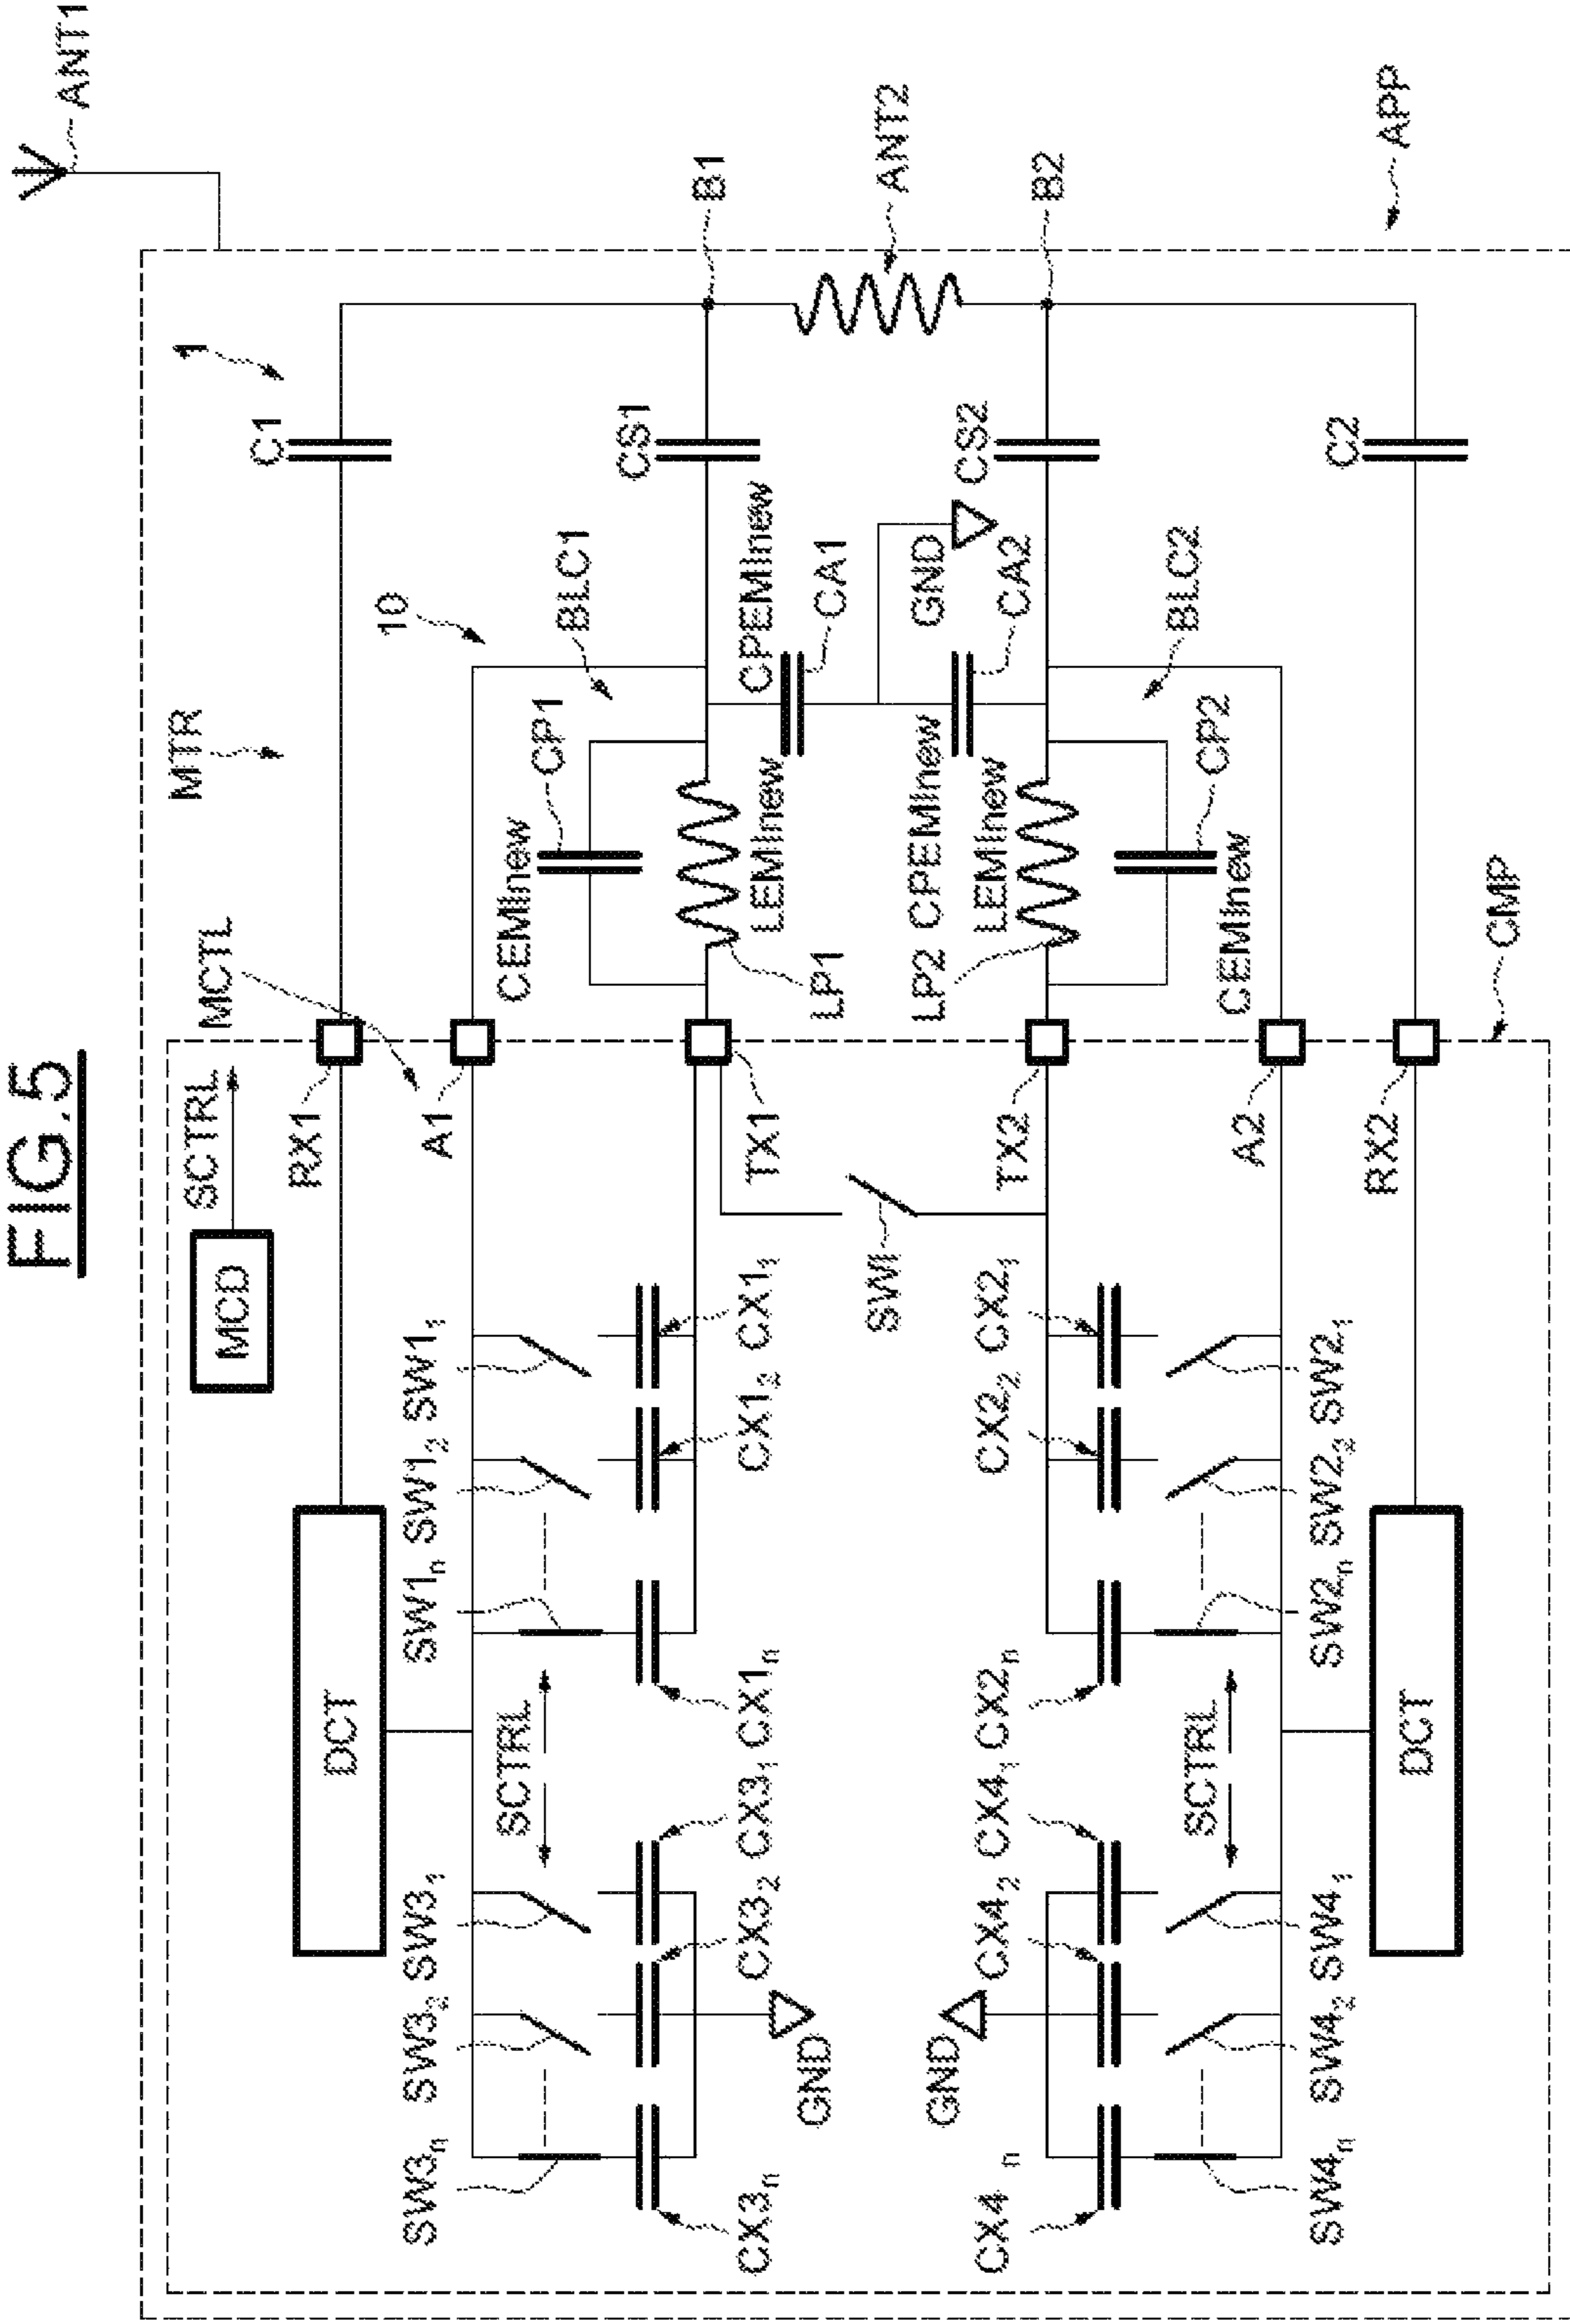 FIG.5
ANT1
MTR
1
10
MCTL
SCTRL
MCD
RX1
A1
C1
CS1
B1
ANT2
B2
APP
DCT
SW3n
SW32
SW31
SW1n
SW12
SW11
SCTRL
CEMInew
CP1
BLC1
CPEMInew
CA1
LEMInew
LP1
TX1
CX3n
CX32
CX31
CX1n
CX12
CX11
GND
SWI
GND
GND
CS2
CA2
CPEMInew
LEMInew
LP2
TX2
CX4n
CX42
CX41
CX2n
CX22
CX21
BLC2
CP2
CEMInew
SCTRL
A2
SW4n
SW42
SW41
SW2n
SW22
SW21
C2
RX2
DCT
CMP